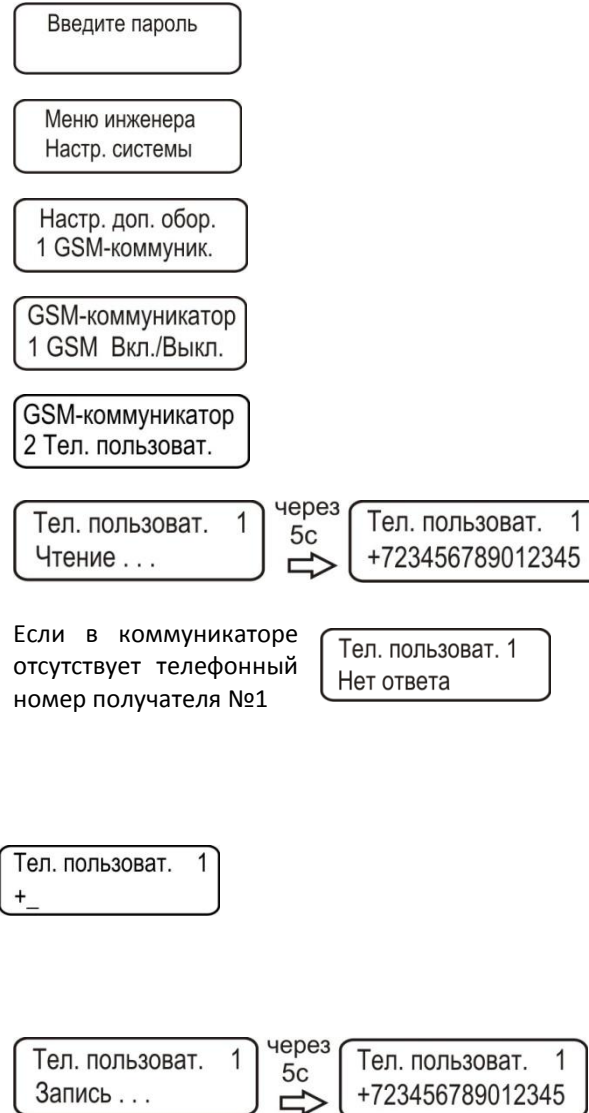 Введите пароль
Меню инженера
Настр. системы
Настр. доп. обор.
1 GSM-коммуник.
GSM-коммуникатор
1 GSM Вкл./Выкл.
GSM-коммуникатор
2 Тел. пользоват.
Тел. пользоват. 1
Чтение . . .
через
5с
Тел. пользоват. 1
+723456789012345
Если в коммуникаторе
отсутствует телефонный
номер получателя №1
Тел. пользоват. 1
Нет ответа
Тел. пользоват. 1
+_
Тел. пользоват. 1
Запись . . .
через
5с
Тел. пользоват. 1
+723456789012345